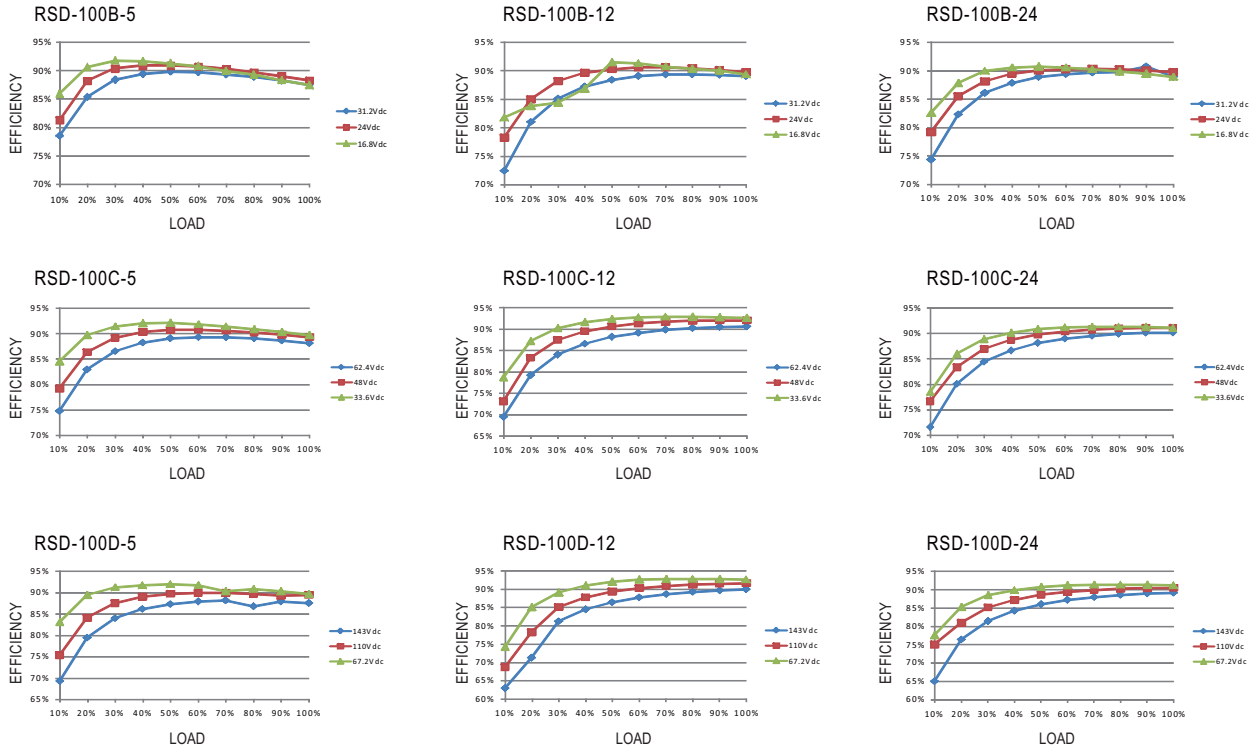 RSD-100B-5
EFFICIENCY
95%
90%
85%
80%
75%
70%
10% 20% 30% 40% 50% 60% 70% 80% 90% 100%
LOAD
31.2Vdc
24Vdc
16.8Vdc
RSD-100B-12
EFFICIENCY
95%
90%
85%
80%
75%
70%
10% 20% 30% 40% 50% 60% 70% 80% 90% 100%
LOAD
31.2Vdc
24Vdc
16.8Vdc
RSD-100B-24
EFFICIENCY
95%
90%
85%
80%
75%
70%
10% 20% 30% 40% 50% 60% 70% 80% 90% 100%
LOAD
31.2Vdc
24Vdc
16.8Vdc
RSD-100C-5
EFFICIENCY
95%
90%
85%
80%
75%
70%
10% 20% 30% 40% 50% 60% 70% 80% 90% 100%
LOAD
62.4Vdc
48Vdc
33.6Vdc
RSD-100C-12
EFFICIENCY
95%
90%
85%
80%
75%
70%
65%
10% 20% 30% 40% 50% 60% 70% 80% 90% 100%
LOAD
62.4Vdc
48Vdc
33.6Vdc
RSD-100C-24
EFFICIENCY
95%
90%
85%
80%
75%
70%
10% 20% 30% 40% 50% 60% 70% 80% 90% 100%
LOAD
62.4Vdc
48Vdc
33.6Vdc
RSD-100D-5
EFFICIENCY
95%
90%
85%
80%
75%
70%
65%
10% 20% 30% 40% 50% 60% 70% 80% 90% 100%
LOAD
143Vdc
110Vdc
67.2Vdc
RSD-100D-12
EFFICIENCY
95%
90%
85%
80%
75%
70%
65%
60%
10% 20% 30% 40% 50% 60% 70% 80% 90% 100%
LOAD
143Vdc
110Vdc
67.2Vdc
RSD-100D-24
EFFICIENCY
95%
90%
85%
80%
75%
70%
65%
60%
10% 20% 30% 40% 50% 60% 70% 80% 90% 100%
LOAD
143Vdc
110Vdc
67.2Vdc